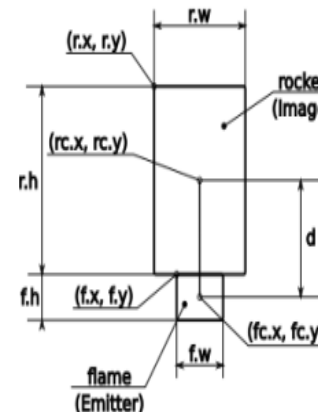 r.w
(r.x, r.y)
rocke
(Imag
(rc.x, rc.y)
r.h
d
f.h
(f.x, f.y)
(fc.x, fc.y
f.w
flame
(Emitter)